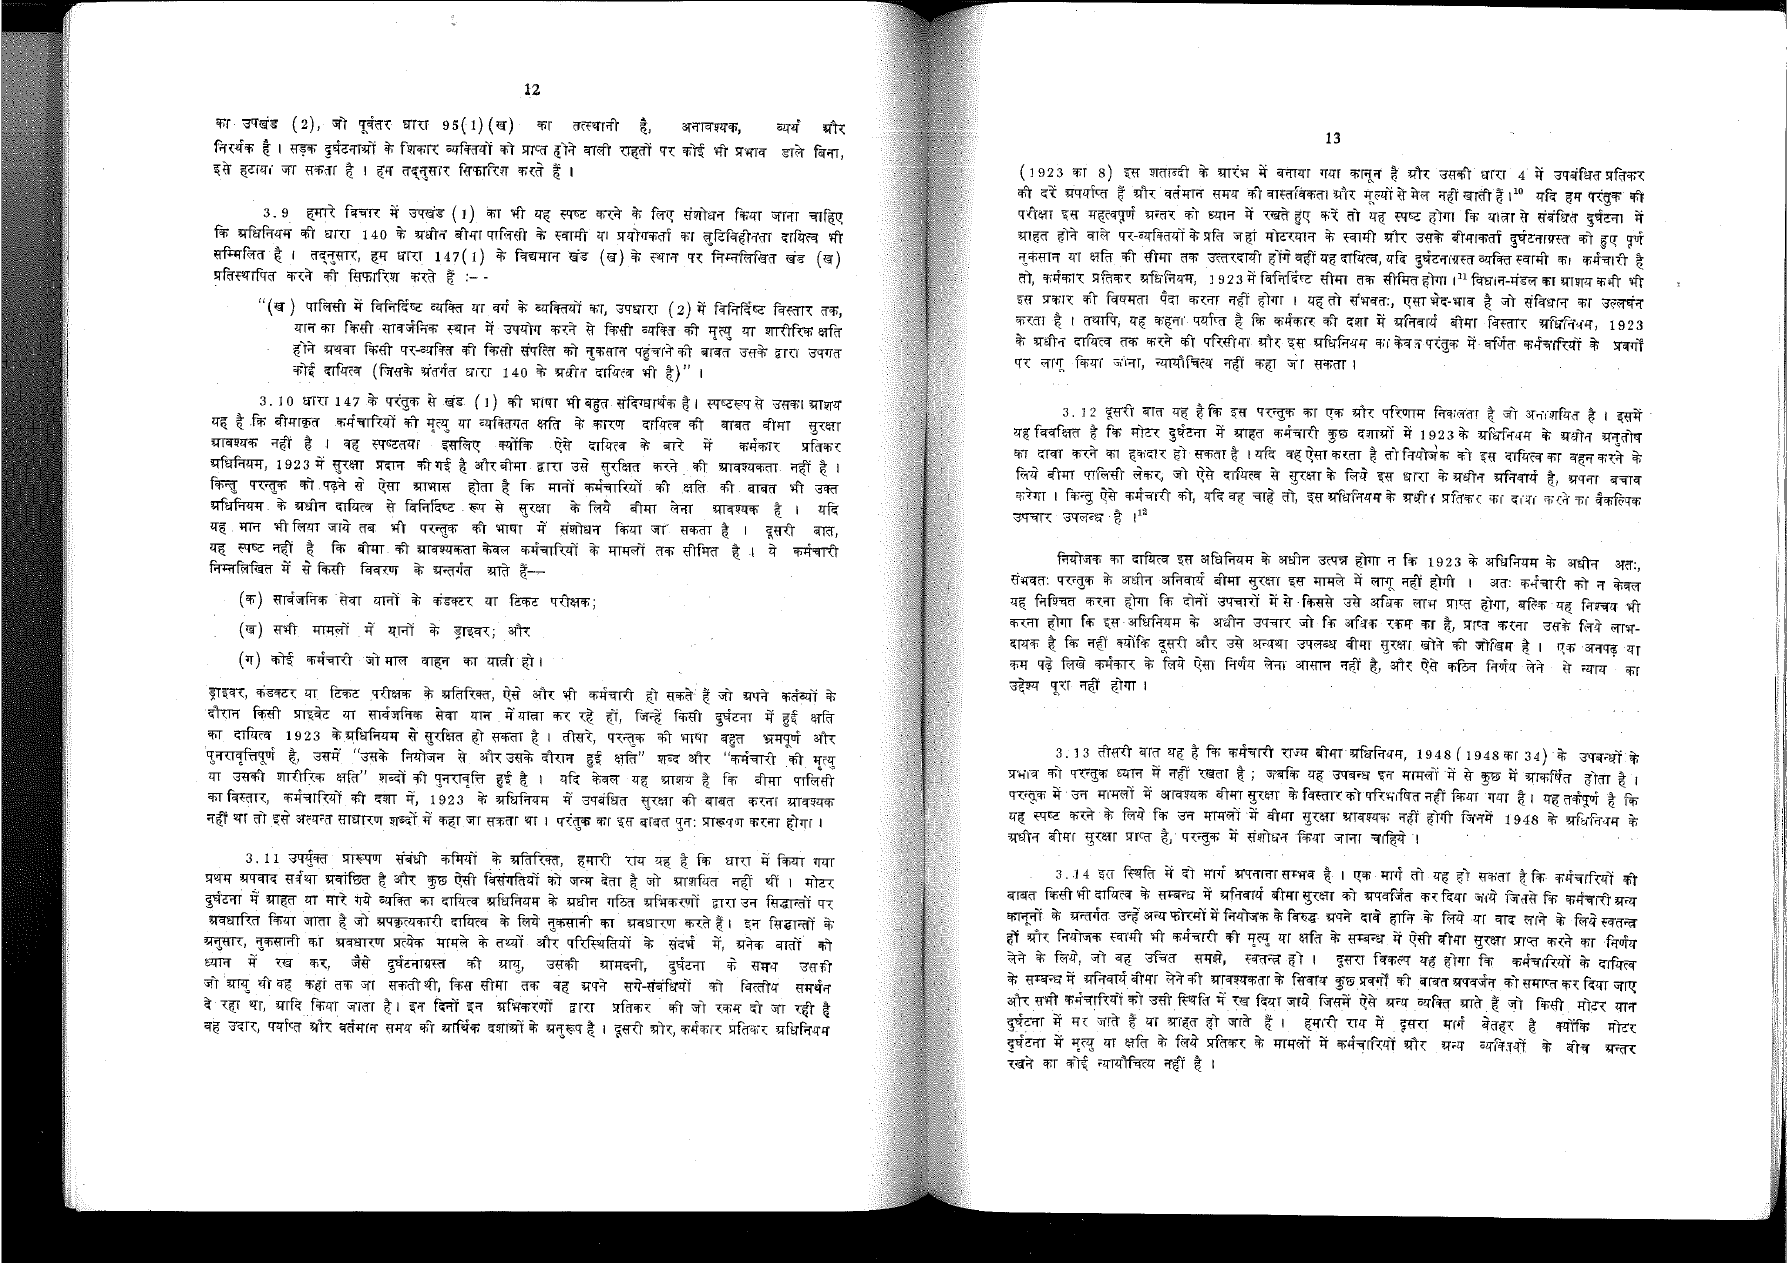 12
का उपखंड (2), जो पूर्वतर धारा 95(1)(ख) का तत्स्थानी है, अनावश्यक, व्यर्थ और
निरर्थक है । सड़क दुर्घटनाओं के शिकार व्यक्तियों को प्राप्त होने वाली राहतों पर कोई भी प्रभाव डाले बिना,
इसे हटाया जा सकता है । हम तद्नुसार सिफारिश करते हैं ।
3.9 हमारे विचार में उपखंड (1) का भी यह स्पष्ट करने के लिए संशोधन किया जाना चाहिए
कि अधिनियम की धारा 140 के अधीन बीमा पालिसी के स्वामी या प्रयोगकर्ता का त्रुटिविहीनता दायित्व भी
सम्मिलित है । तद्नुसार, हम धारा 147(1) के विद्यमान खंड (ख) के स्थान पर निम्नलिखित खंड (ख)
प्रतिस्थापित करने की सिफारिश करते हैं :--
"(ख) पालिसी में विनिर्दिष्ट व्यक्ति या वर्ग के व्यक्तियों का, उपधारा (2) में विनिर्दिष्ट विस्तार तक,
यान का किसी सार्वजनिक स्थान में उपयोग करने से किसी व्यक्ति की मृत्यु या शारीरिक क्षति
होने अथवा किसी पर-व्यक्ति की किसी संपत्ति को नुकसान पहुंचाने की बाबत उसके द्वारा उपगत
कोई दायित्व (जिसके अंतर्गत धारा 140 के अधीन दायित्व भी है)" ।
3.10 धारा 147 के परंतुक से खंड (1) की भाषा भी बहुत संदिग्धार्थक है । स्पष्टरूप से उसका आशय
यह है कि बीमाकृत कर्मचारियों की मृत्यु या व्यक्तिगत क्षति के कारण दायित्व की बाबत बीमा सुरक्षा
आवश्यक नहीं है । वह स्पष्टतया इसलिए क्योंकि ऐसे दायित्व के बारे में कर्मकार प्रतिकर
अधिनियम, 1923 में सुरक्षा प्रदान की गई है और बीमा द्वारा उसे सुरक्षित करने की आवश्यकता नहीं है ।
किन्तु परन्तुक को पढ़ने से ऐसा आभास होता है कि मानों कर्मचारियों की क्षति की बाबत भी उक्त
अधिनियम के अधीन दायित्व से विनिर्दिष्ट रूप से सुरक्षा के लिये बीमा लेना आवश्यक है । यदि
यह मान भी लिया जाये तब भी परन्तुक की भाषा में संशोधन किया जा सकता है । दूसरी बात,
यह स्पष्ट नहीं है कि बीमा की आवश्यकता केवल कर्मचारियों के मामलों तक सीमित है । ये कर्मचारी
निम्नलिखित में से किसी विवरण के अन्तर्गत आते हैं—
(क) सार्वजनिक सेवा यानों के कंडक्टर या टिकट परीक्षक;
(ख) सभी मामलों में यानों के ड्राइवर; और
(ग) कोई कर्मचारी जो माल वाहन का यात्री हो ।
ड्राइवर, कंडक्टर या टिकट परीक्षक के अतिरिक्त, ऐसे और भी कर्मचारी हो सकते हैं जो अपने कर्तव्यों के
दौरान किसी प्राइवेट या सार्वजनिक सेवा यान में यात्रा कर रहे हों, जिन्हें किसी दुर्घटना में हुई क्षति
का दायित्व 1923 के अधिनियम से सुरक्षित हो सकता है । तीसरे, परन्तुक की भाषा बहुत भ्रमपूर्ण और
पुनरावृत्तिपूर्ण है, उसमें "उसके नियोजन से और उसके दौरान हुई क्षति" शब्द और "कर्मचारी की मृत्यु
या उसकी शारीरिक क्षति" शब्दों की पुनरावृत्ति हुई है । यदि केवल यह आशय है कि बीमा पालिसी
का विस्तार, कर्मचारियों की दशा में, 1923 के अधिनियम में उपबंधित सुरक्षा की बाबत करना आवश्यक
नहीं था तो इसे अत्यन्त साधारण शब्दों में कहा जा सकता था । परंतुक का इस बाबत पुनः प्रारूपण करना होगा ।
3.11 उपर्युक्त प्रारूपण संबंधी कमियों के अतिरिक्त, हमारी राय यह है कि धारा में किया गया
प्रथम अपवाद सर्वथा अवांछित है और कुछ ऐसी विसंगतियों को जन्म देता है जो आशयित नहीं थीं । मोटर
दुर्घटना में आहत या मारे गये व्यक्ति का दायित्व अधिनियम के अधीन गठित अभिकरणों द्वारा उन सिद्धान्तों पर
अवधारित किया जाता है जो अपकृत्यकारी दायित्व के लिये नुकसानी का अवधारण करते हैं । इन सिद्धान्तों के
अनुसार, नुकसानी का अवधारण प्रत्येक मामले के तथ्यों और परिस्थितियों के संदर्भ में, अनेक बातों को
ध्यान में रख कर, जैसे दुर्घटनाग्रस्त की आयु, उसकी आमदनी, दुर्घटना के समय उसकी
जो आयु थी वह कहां तक जा सकती थी, किस सीमा तक वह अपने सगे-संबंधियों को वित्तीय समर्थन
दे रहा था, आदि किया जाता है । इन दिनों इन अभिकरणों द्वारा प्रतिकर की जो रकम दी जा रही है
वह उदार, पर्याप्त और वर्तमान समय की आर्थिक दशाओं के अनुरूप है । दूसरी ओर, कर्मकार प्रतिकर अधिनियम
13
(1923 का 8) इस शताब्दी के प्रारंभ में बनाया गया कानून है और उसकी धारा 4 में उपबंधित प्रतिकर
की दरें अपर्याप्त हैं और वर्तमान समय की वास्तविकता और मूल्यों से मेल नहीं खाती हैं ।10 यदि हम परंतुक की
परीक्षा इस महत्वपूर्ण अन्तर को ध्यान में रखते हुए करें तो यह स्पष्ट होगा कि यात्रा से संबंधित दुर्घटना में
आहत होने वाले पर-व्यक्तियों के प्रति जहां मोटरयान के स्वामी और उसके बीमाकर्ता दुर्घटनाग्रस्त को हुए पूर्ण
नुकसान या क्षति की सीमा तक उत्तरदायी होंगे वहीं यह दायित्व, यदि दुर्घटनाग्रस्त व्यक्ति स्वामी का कर्मचारी है
तो, कर्मकार प्रतिकर अधिनियम, 1923 में विनिर्दिष्ट सीमा तक सीमित होगा ।11 विधान-मंडल का आशय कभी भी
इस प्रकार की विषमता पैदा करना नहीं होगा । यह तो संभवतः, एसा भेद-भाव है जो संविधान का उल्लघंन
करता है । तथापि, यह कहना पर्याप्त है कि कर्मकार की दशा में अनिवार्य बीमा विस्तार अधिनियम, 1923
के अधीन दायित्व तक करने की परिसीमा और इस अधिनियम का केवल परंतुक में वर्णित कर्मचारियों के प्रवर्गों
पर लागू किया जाना, न्यायौचित्य नहीं कहा जा सकता ।
3.12 दूसरी बात यह है कि इस परन्तुक का एक और परिणाम निकलता है जो अनाशयित है । इसमें
यह विवक्षित है कि मोटर दुर्घटना में आहत कर्मचारी कुछ दशाओं में 1923 के अधिनियम के अधीन अनुतोष
का दावा करने का हकदार हो सकता है । यदि वह ऐसा करता है तो नियोजक को इस दायित्व का वहन करने के
लिये बीमा पालिसी लेकर, जो ऐसे दायित्व से सुरक्षा के लिये इस धारा के अधीन अनिवार्य है, अपना बचाव
करेगा । किन्तु ऐसे कर्मचारी को, यदि वह चाहे तो, इस अधिनियम के अधीन प्रतिकर का दावा करने का वैकल्पिक
उपचार उपलब्ध है ।12
नियोजक का दायित्व इस अधिनियम के अधीन उत्पन्न होगा न कि 1923 के अधिनियम के अधीन अतः,
संभवतः परन्तुक के अधीन अनिवार्य बीमा सुरक्षा इस मामले में लागू नहीं होगी । अतः कर्मचारी को न केवल
यह निश्चित करना होगा कि दोनों उपचारों में से किससे उसे अधिक लाभ प्राप्त होगा, बल्कि यह निश्चय भी
करना होगा कि इस अधिनियम के अधीन उपचार जो कि अधिक रकम का है, प्राप्त करना उसके लिये लाभ-
दायक है कि नहीं क्योंकि दूसरी और उसे अन्यथा उपलब्ध बीमा सुरक्षा खोने की जोखिम है । एक अनपढ़ या
कम पढ़े लिखे कर्मकार के लिये ऐसा निर्णय लेना आसान नहीं है, और ऐसे कठिन निर्णय लेने से न्याय का
उद्देश्य पूरा नहीं होगा ।
3.13 तीसरी बात यह है कि कर्मचारी राज्य बीमा अधिनियम, 1948 (1948 का 34) के उपबन्धों के
प्रभाव को परन्तुक ध्यान में नहीं रखता है ; जबकि यह उपबन्ध इन मामलों में से कुछ में आकर्षित होता है ।
परन्तुक में उन मामलों में आवश्यक बीमा सुरक्षा के विस्तार को परिभाषित नहीं किया गया है । यह तर्कपूर्ण है कि
यह स्पष्ट करने के लिये कि उन मामलों में बीमा सुरक्षा आवश्यक नहीं होगी जिनमें 1948 के अधिनियम के
अधीन बीमा सुरक्षा प्राप्त है, परन्तुक में संशोधन किया जाना चाहिये ।
3.14 इस स्थिति में दो मार्ग अपनाना सम्भव है । एक मार्ग तो यह हो सकता है कि कर्मचारियों की
बाबत किसी भी दायित्व के सम्बन्ध में अनिवार्य बीमा सुरक्षा को अपवर्जित कर दिया जाये जिससे कि कर्मचारी अन्य
कानूनों के अन्तर्गत उन्हें अन्य फोरमों में नियोजक के विरुद्ध अपने दावे हानि के लिये या वाद लाने के लिये स्वतन्त्र
हों और नियोजक स्वामी भी कर्मचारी की मृत्यु या क्षति के सम्बन्ध में ऐसी बीमा सुरक्षा प्राप्त करने का निर्णय
लेने के लिये, जो वह उचित समझे, स्वतन्त्र हो । दूसरा विकल्प यह होगा कि कर्मचारियों के दायित्व
के सम्बन्ध में अनिवार्य बीमा लेने की आवश्यकता के सिवाय कुछ प्रवर्गों की बाबत अपवर्जन को समाप्त कर दिया जाए
और सभी कर्मचारियों को उसी स्थिति में रख दिया जाये जिसमें ऐसे अन्य व्यक्ति आते हैं जो किसी मोटर यान
दुर्घटना में मर जाते हैं या आहत हो जाते हैं । हमारी राय में दूसरा मार्ग बेतहर है क्योंकि मोटर
दुर्घटना में मृत्यु या क्षति के लिये प्रतिकर के मामलों में कर्मचारियों और अन्य व्यक्तियों के बीच अन्तर
रखने का कोई न्यायौचित्य नहीं है ।